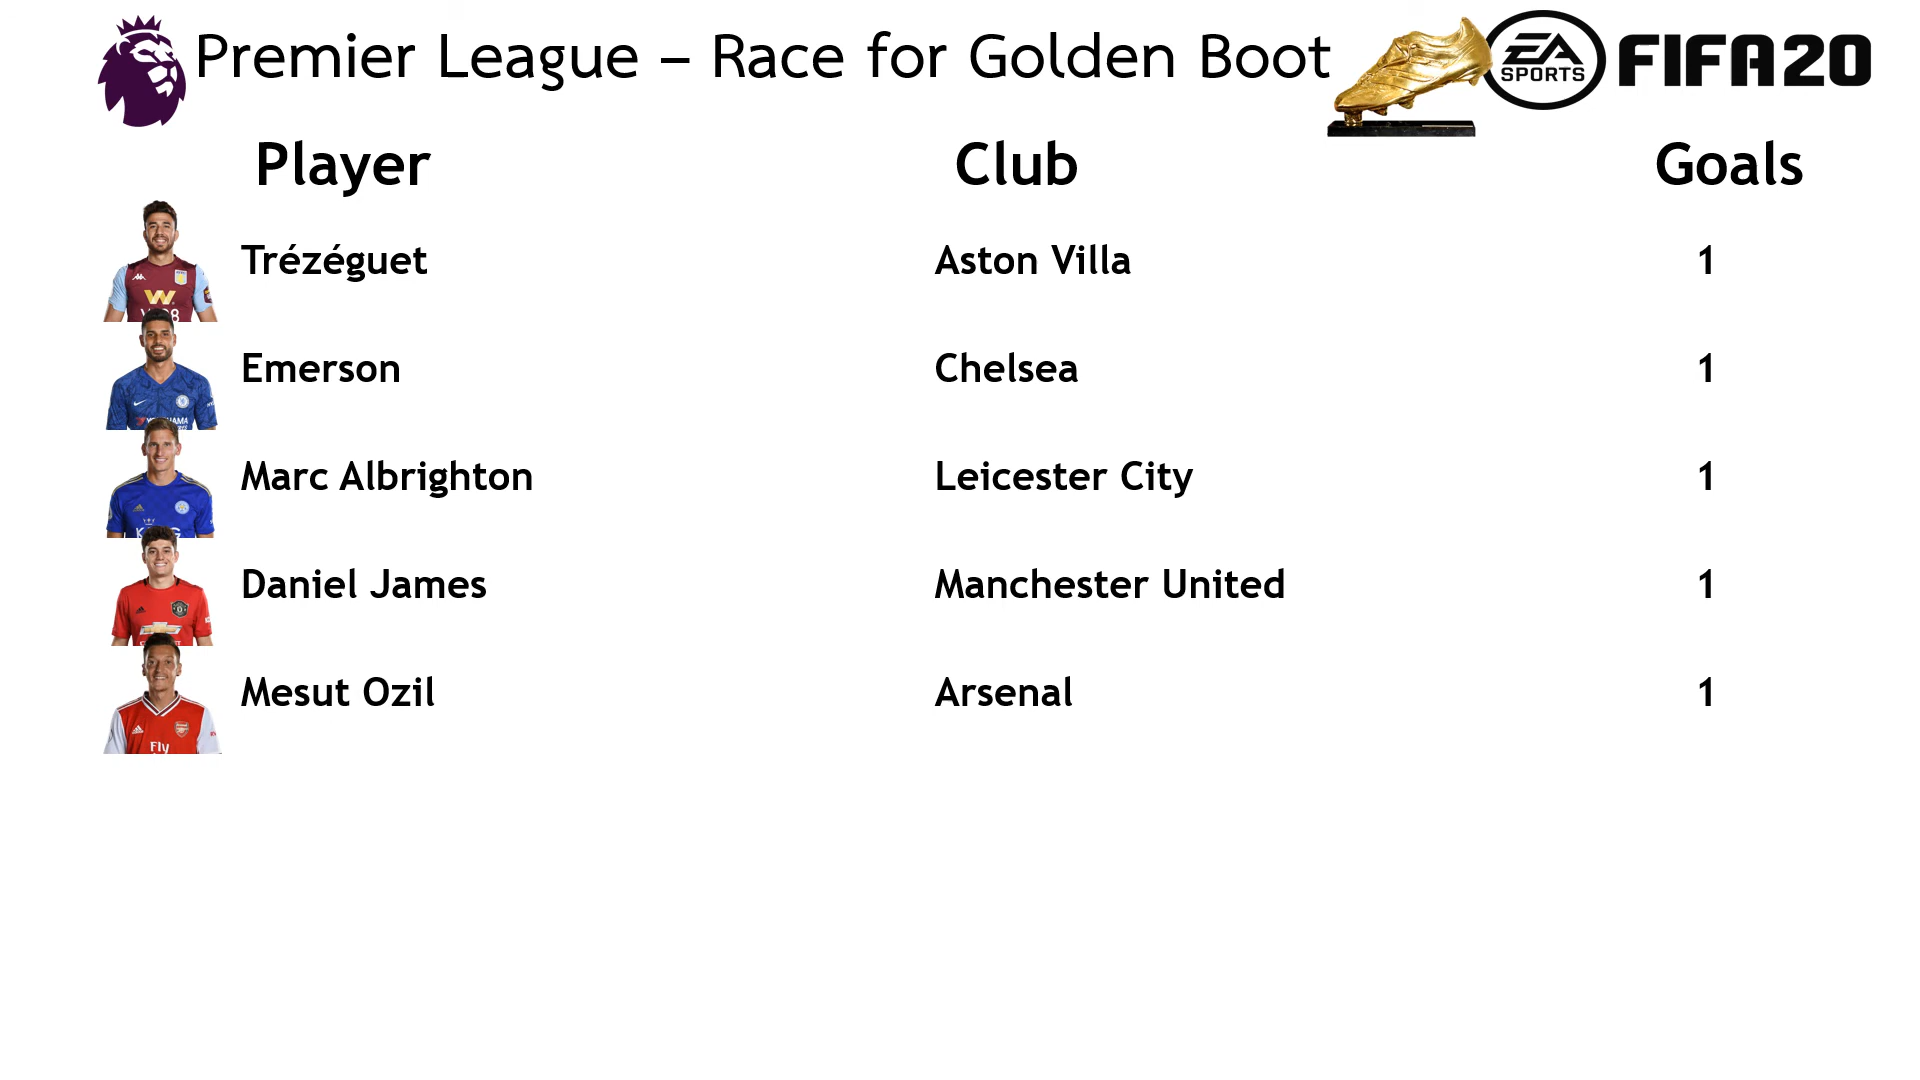 Premier League – Race for Golden Boot
EA SPORTS FIFA20
Player Club Goals
Trézéguet Aston Villa 1
Emerson Chelsea 1
Marc Albrighton Leicester City 1
Daniel James Manchester United 1
Mesut Ozil Arsenal 1
Fly